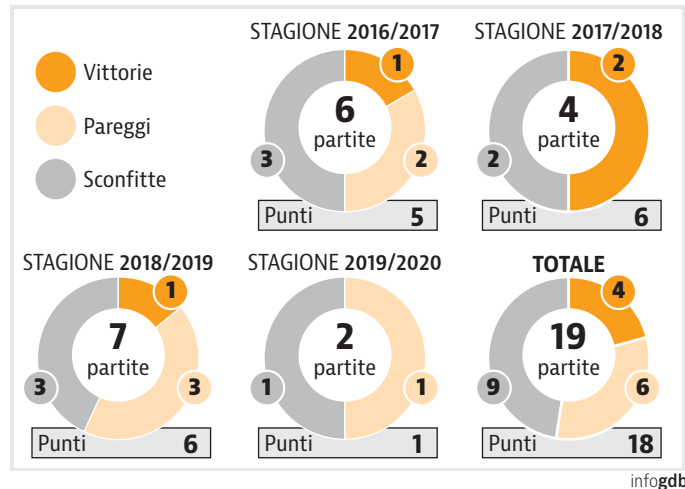 Vittorie
Pareggi
Sconfitte
STAGIONE 2016/2017
1
6
partite
3
2
Punti 5
STAGIONE 2017/2018
2
4
partite
2
Punti 6
STAGIONE 2018/2019
1
7
partite
3
3
Punti 6
STAGIONE 2019/2020
2
partite
1
1
Punti 1
TOTALE
4
19
partite
9
6
Punti 18
infogdb